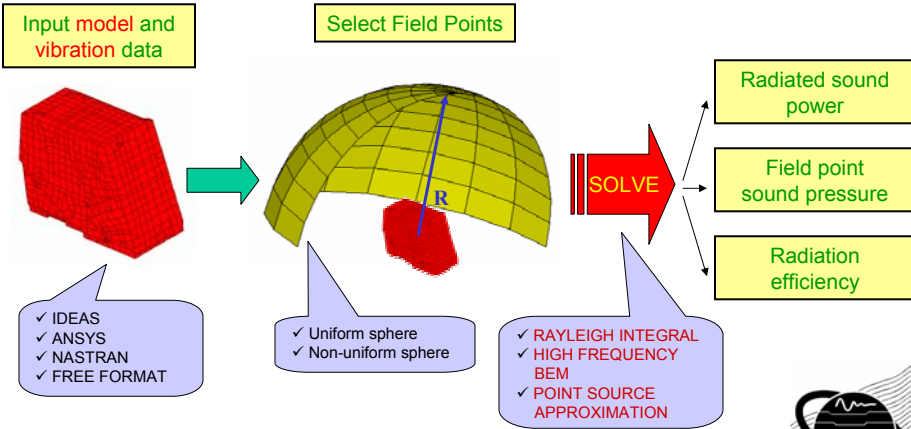 Input model and
vibration data
Select Field Points
R
SOLVE
Radiated sound
power
Field point
sound pressure
Radiation
efficiency
✓ IDEAS
✓ ANSYS
✓ NASTRAN
✓ FREE FORMAT
✓ Uniform sphere
✓ Non-uniform sphere
✓ RAYLEIGH INTEGRAL
✓ HIGH FREQUENCY
BEM
✓ POINT SOURCE
APPROXIMATION